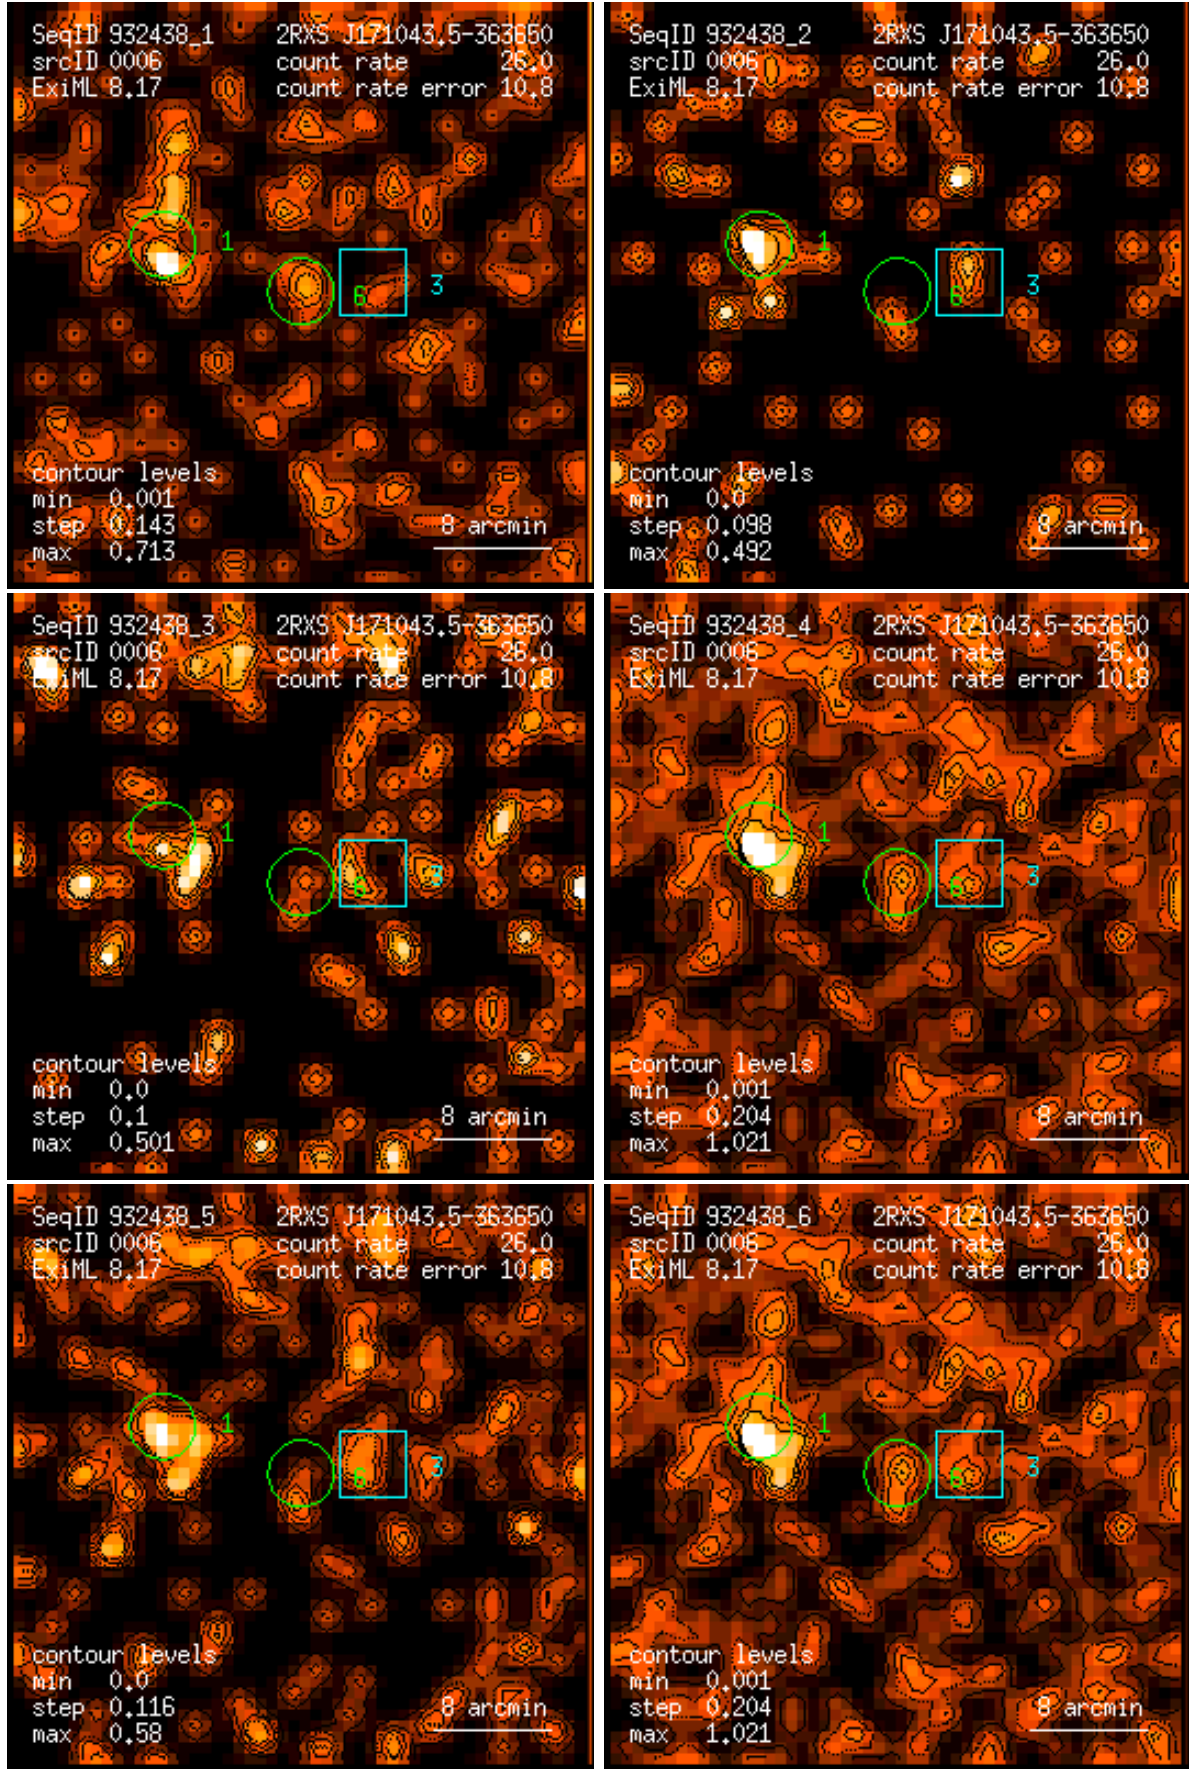 SeqID 932438_1 2RXS J171043.5-363650
srcID 0006 count rate 26.0
ExiML 8.17 count rate error 10.8
1
6
3
contour levels
min 0.001
step 0.143
max 0.713
8 arcmin
SeqID 932438_2 2RXS J171043.5-363650
srcID 0006 count rate 26.0
ExiML 8.17 count rate error 10.8
1
6
3
contour levels
min 0.0
step 0.098
max 0.492
8 arcmin
SeqID 932438_3 2RXS J171043.5-363650
srcID 0006 count rate 26.0
ExiML 8.17 count rate error 10.8
1
6
3
contour levels
min 0.0
step 0.1
max 0.501
8 arcmin
SeqID 932438_4 2RXS J171043.5-363650
srcID 0006 count rate 26.0
ExiML 8.17 count rate error 10.8
1
6
3
contour levels
min 0.001
step 0.204
max 1.021
8 arcmin
SeqID 932438_5 2RXS J171043.5-363650
srcID 0006 count rate 26.0
ExiML 8.17 count rate error 10.8
1
6
3
contour levels
min 0.0
step 0.116
max 0.58
8 arcmin
SeqID 932438_6 2RXS J171043.5-363650
srcID 0006 count rate 26.0
ExiML 8.17 count rate error 10.8
1
6
3
contour levels
min 0.001
step 0.204
max 1.021
8 arcmin